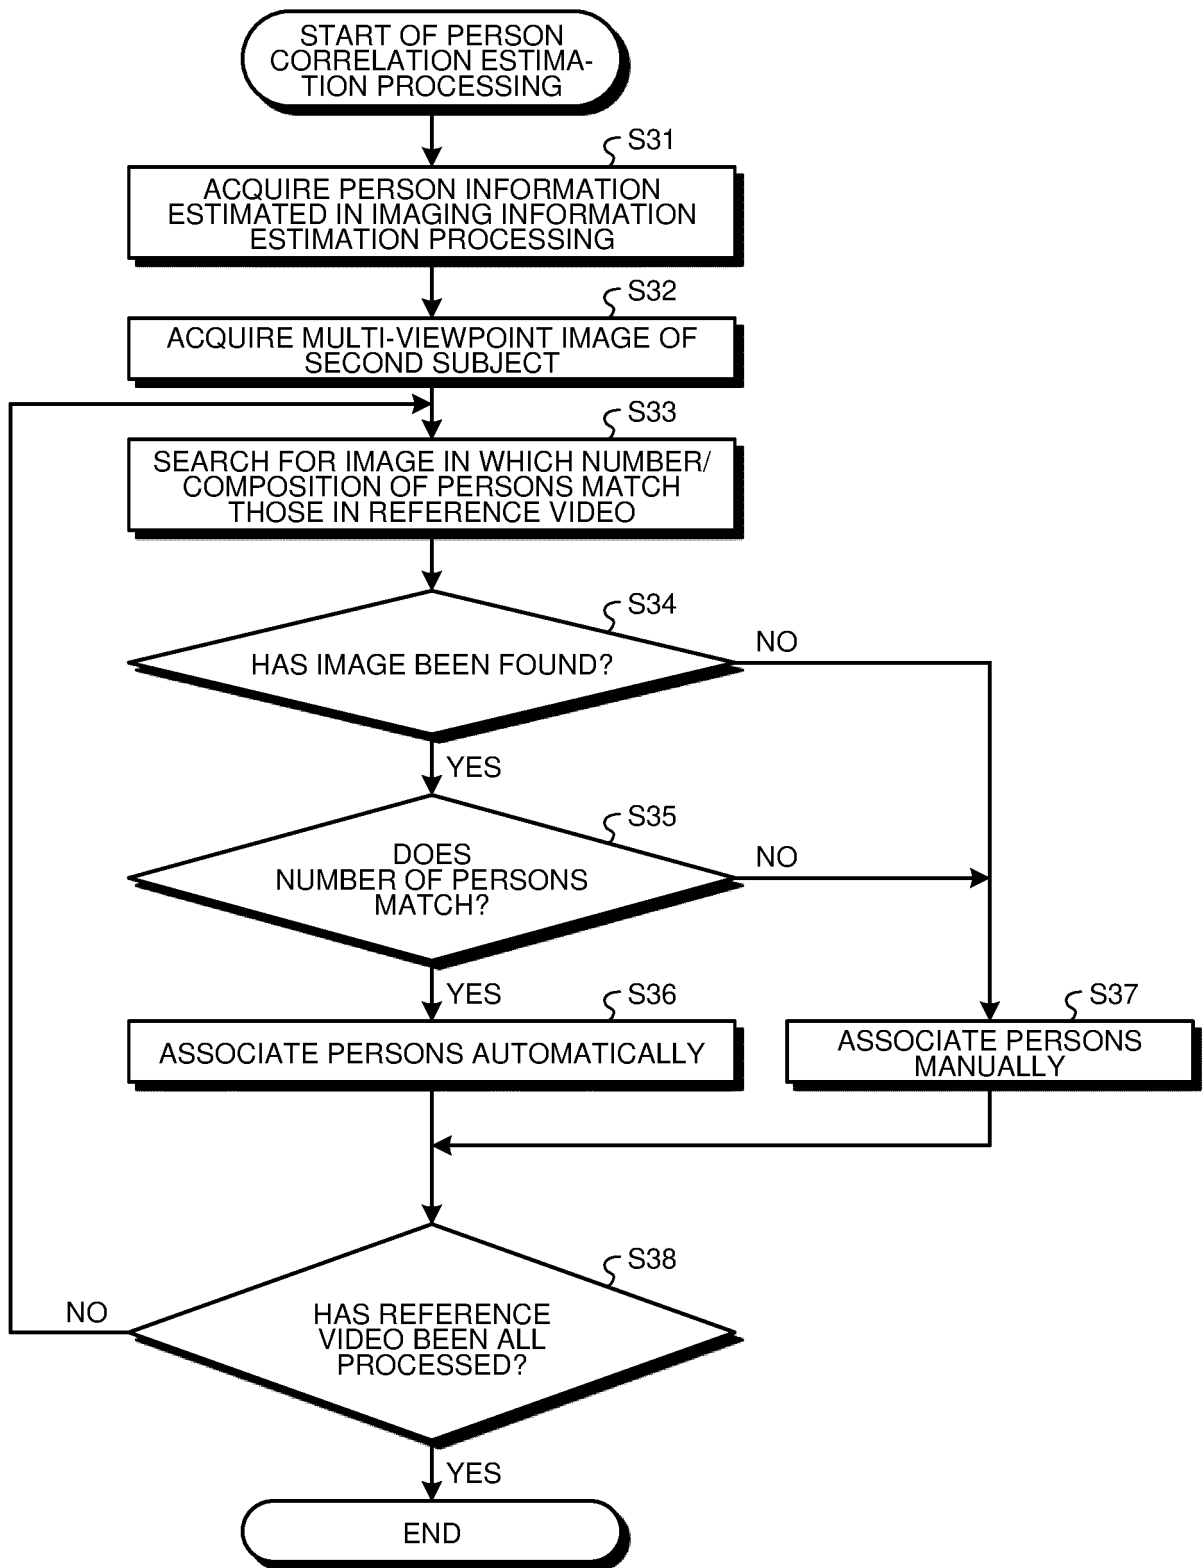 START OF PERSON
CORRELATION ESTIMA-
TION PROCESSING
S31
ACQUIRE PERSON INFORMATION
ESTIMATED IN IMAGING INFORMATION
ESTIMATION PROCESSING
S32
ACQUIRE MULTI-VIEWPOINT IMAGE OF
SECOND SUBJECT
S33
SEARCH FOR IMAGE IN WHICH NUMBER/
COMPOSITION OF PERSONS MATCH
THOSE IN REFERENCE VIDEO
S34
HAS IMAGE BEEN FOUND?
NO
YES
S35
DOES
NUMBER OF PERSONS
MATCH?
NO
YES
S36
ASSOCIATE PERSONS AUTOMATICALLY
S37
ASSOCIATE PERSONS
MANUALLY
S38
HAS REFERENCE
VIDEO BEEN ALL
PROCESSED?
NO
YES
END